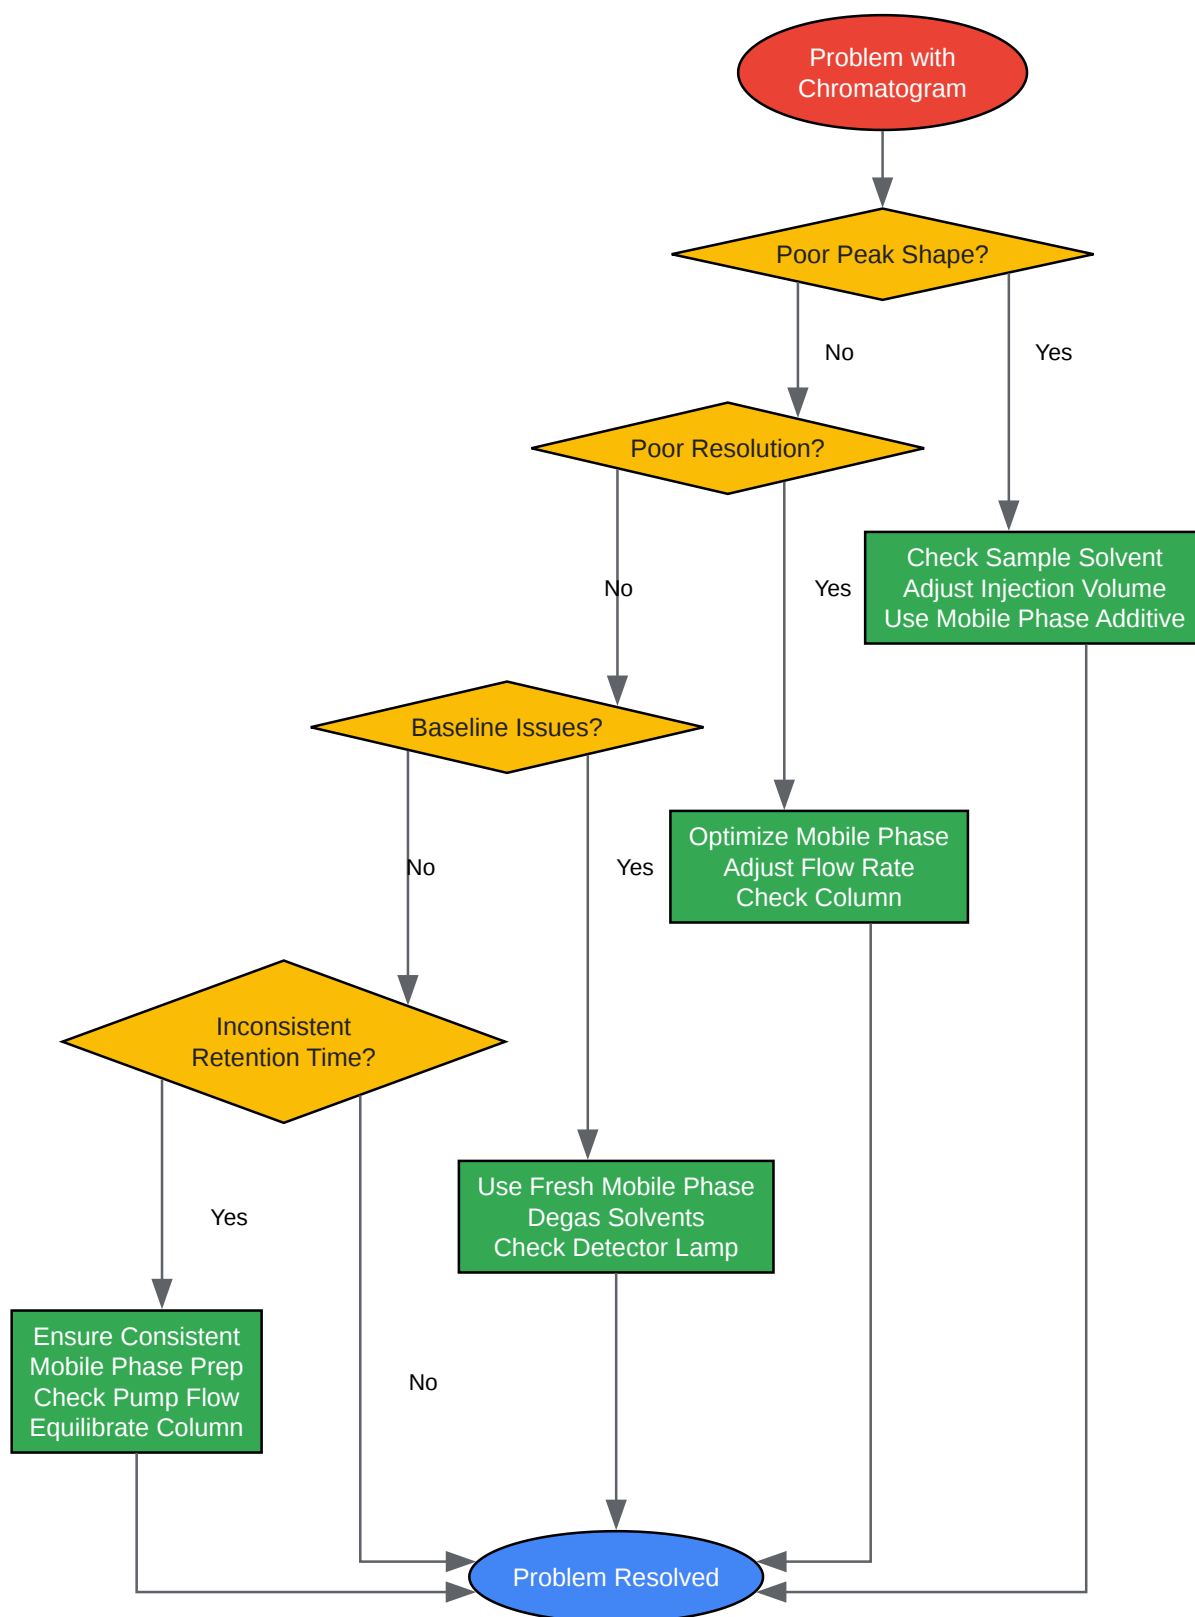 Problem with
Chromatogram
Poor Peak Shape?
No
Yes
Poor Resolution?
Check Sample Solvent
Adjust Injection Volume
Use Mobile Phase Additive
No
Yes
Baseline Issues?
Optimize Mobile Phase
Adjust Flow Rate
Check Column
No
Yes
Inconsistent
Retention Time?
Use Fresh Mobile Phase
Degas Solvents
Check Detector Lamp
Yes
Ensure Consistent
Mobile Phase Prep
Check Pump Flow
Equilibrate Column
No
Problem Resolved